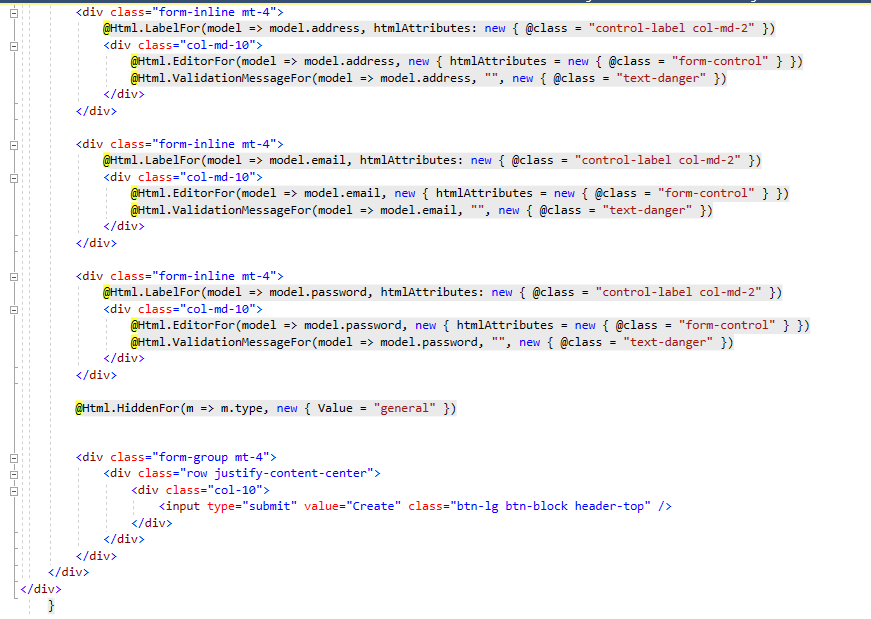 <div class="form-inline mt-4">
@Html.LabelFor(model => model.address, htmlAttributes: new { @class = "control-label col-md-2" })
<div class="col-md-10">
@Html.EditorFor(model => model.address, new { htmlAttributes = new { @class = "form-control" } })
@Html.ValidationMessageFor(model => model.address, "", new { @class = "text-danger" })
</div>
</div>
<div class="form-inline mt-4">
@Html.LabelFor(model => model.email, htmlAttributes: new { @class = "control-label col-md-2" })
<div class="col-md-10">
@Html.EditorFor(model => model.email, new { htmlAttributes = new { @class = "form-control" } })
@Html.ValidationMessageFor(model => model.email, "", new { @class = "text-danger" })
</div>
</div>
<div class="form-inline mt-4">
@Html.LabelFor(model => model.password, htmlAttributes: new { @class = "control-label col-md-2" })
<div class="col-md-10">
@Html.EditorFor(model => model.password, new { htmlAttributes = new { @class = "form-control" } })
@Html.ValidationMessageFor(model => model.password, "", new { @class = "text-danger" })
</div>
</div>
@Html.HiddenFor(m => m.type, new { Value = "general" })
<div class="form-group mt-4">
<div class="row justify-content-center">
<div class="col-10">
<input type="submit" value="Create" class="btn-lg btn-block header-top" />
</div>
</div>
</div>
</div>
</div>
}